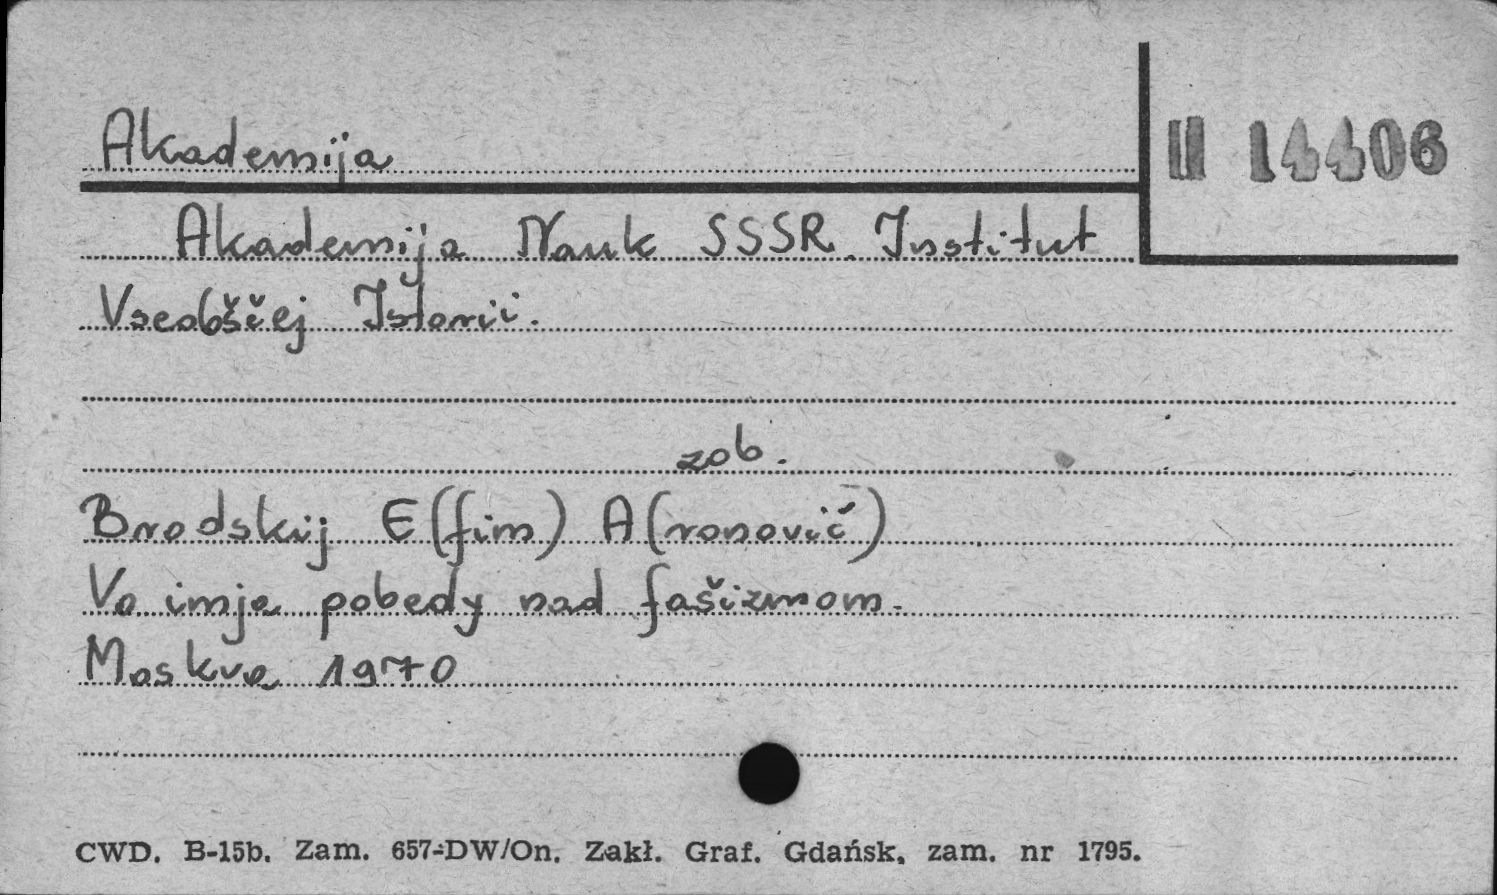 Akademija
II 14406
Akademija Nauk SSSR. Institut
Vseobščej Istorii.
zob.
Brodskij E(fim) A(ronovič)
Vo imja pobedy nad fašizmom.
Moskva 1970
CWD. B-15b. Zam. 657-DW/On. Zakł. Graf. Gdańsk, zam. nr 1795.